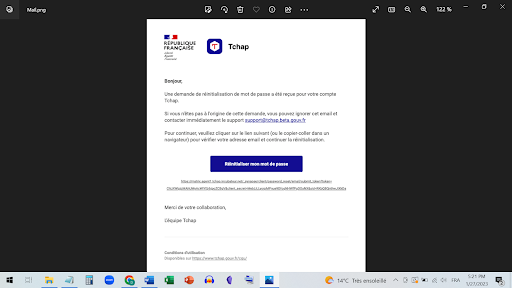 Mail.png
122 %
RÉPUBLIQUE
FRANÇAISE
Tchap
Bonjour,
Une demande de réinitialisation de mot de passe a été reçue pour votre compte
Tchap.
Si vous n'êtes pas à l'origine de cette demande, vous pouvez ignorer cet email et
contacter immédiatement le support support@tchap.beta.gouv.fr
Pour continuer, veuillez cliquer sur le lien suivant (ou le copier-coller dans un
navigateur) pour vérifier votre adresse email et continuer la réinitialisation.
Réinitialiser mon mot de passe
Merci de votre collaboration,
L'équipe Tchap
Conditions d'utilisation
Disponibles sur https://www.tchap.gouv.fr/cgu/
14°C Très ensoleillé
FRA
5:21 PM
5/27/2023